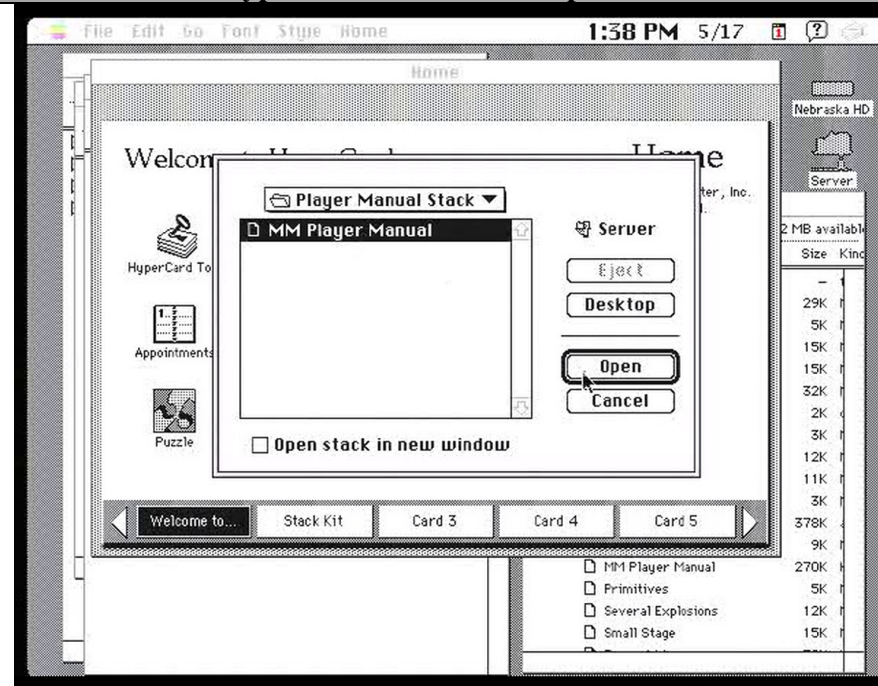 File Edit Go Font Style Home
1:38 PM 5/17
Home
Nebraska HD
Server
Home
ter, Inc.
Player Manual Stack
MM Player Manual
Server
Eject
Desktop
Open
Cancel
Open stack in new window
HyperCard To
Appointments
Puzzle
Welcome to...
Stack Kit
Card 3
Card 4
Card 5
2 MB availabl
Size Kind
29K
5K
15K
15K
32K
2K
3K
12K
11K
3K
378K
9K
MM Player Manual 270K
Primitives 5K
Several Explosions 12K
Small Stage 15K